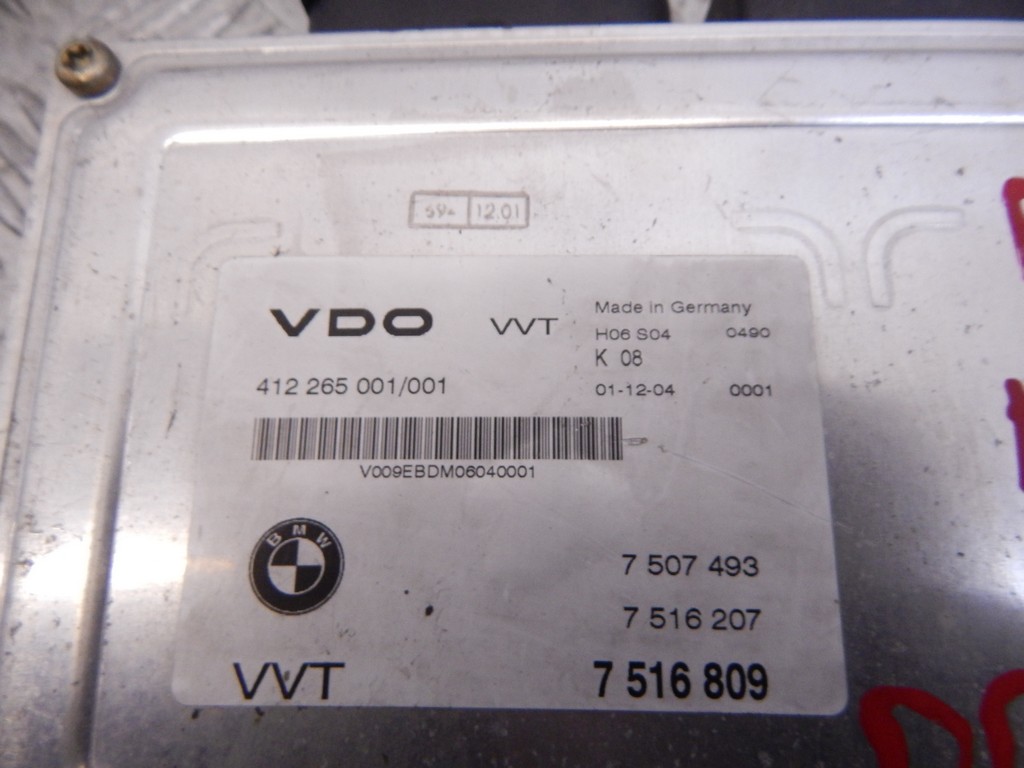 12.01
VDO VVT Made in Germany
H06 S04 0490
K 08
412 265 001/001 01-12-04 0001
V009EBDM06040001
BMW
7 507 493
7 516 207
VVT 7 516 809